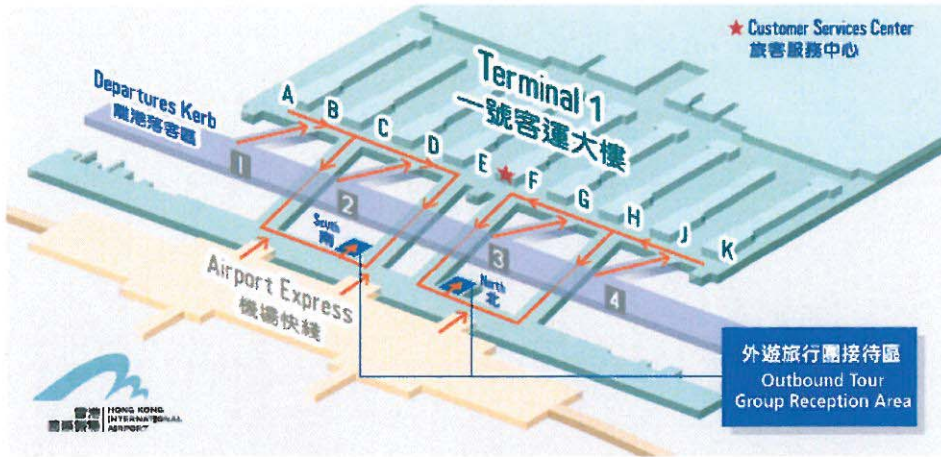 ★ Customer Services Center
旅客服務中心
Terminal 1
一號客運大樓
Departures Kerb
離港落客區
A
B
C
D
E
F
G
H
J
K
1
2
3
4
South
南
North
北
Airport Express
機場快綫
外遊旅行團接待區
Outbound Tour
Group Reception Area
香港
國際機場
HONG KONG
INTERNATIONAL
AIRPORT